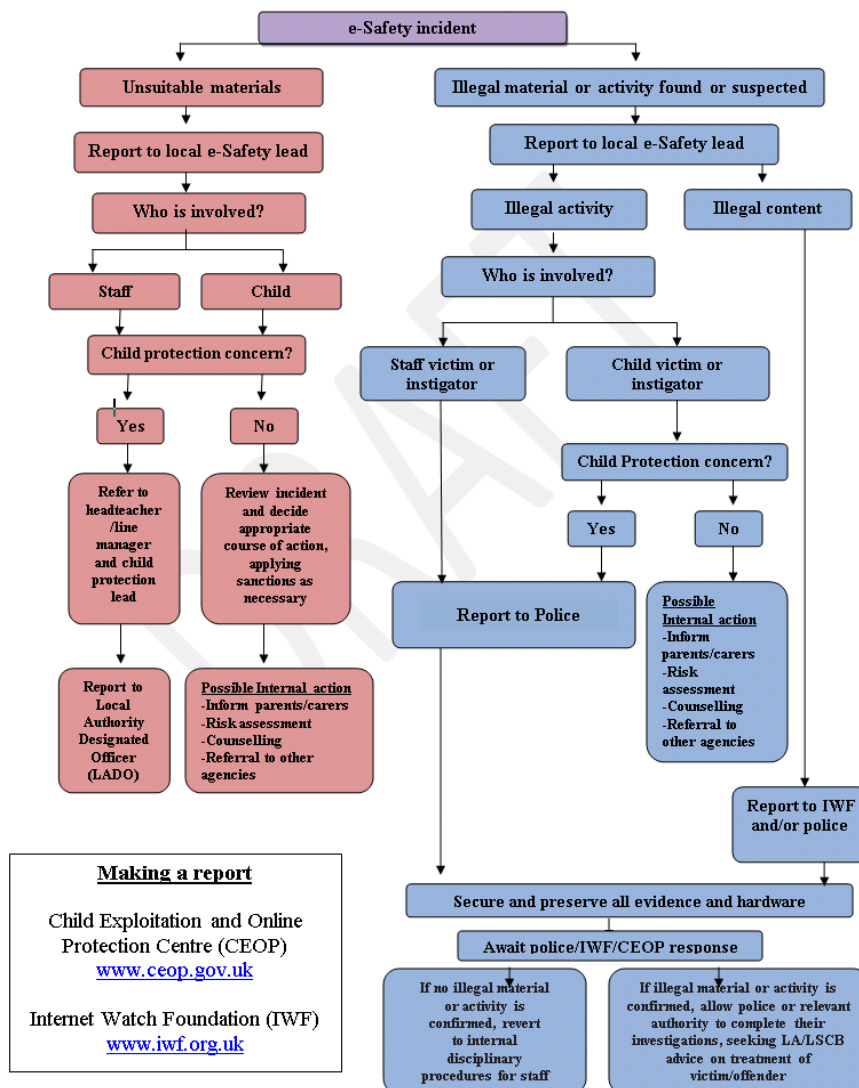 e-Safety incident
Unsuitable materials
Illegal material or activity found or suspected
Report to local e-Safety lead
Report to local e-Safety lead
Who is involved?
Illegal activity
Illegal content
Staff
Child
Who is involved?
Child protection concern?
Staff victim or
instigator
Child victim or
instigator
Yes
No
Child Protection concern?
Refer to
headteacher
/line
manager
and child
protection
lead
Review incident
and decide
appropriate
course of action,
applying
sanctions as
necessary
Yes
No
Report to Police
Possible
Internal action
-Inform
parents/carers
-Risk
assessment
-Counselling
-Referral to
other agencies
Report to
Local
Authority
Designated
Officer
(LADO)
Possible Internal action
-Inform parents/carers
-Risk assessment
-Counselling
-Referral to other
agencies
Report to IWF
and/or police
Making a report
Child Exploitation and Online
Protection Centre (CEOP)
www.ceop.gov.uk
Internet Watch Foundation (IWF)
www.iwf.org.uk
Secure and preserve all evidence and hardware
Await police/IWF/CEOP response
If no illegal material
or activity is
confirmed, revert
to internal
disciplinary
procedures for staff
If illegal material or activity is
confirmed, allow police or relevant
authority to complete their
investigations, seeking LA/LSCB
advice on treatment of
victim/offender
DRAFT